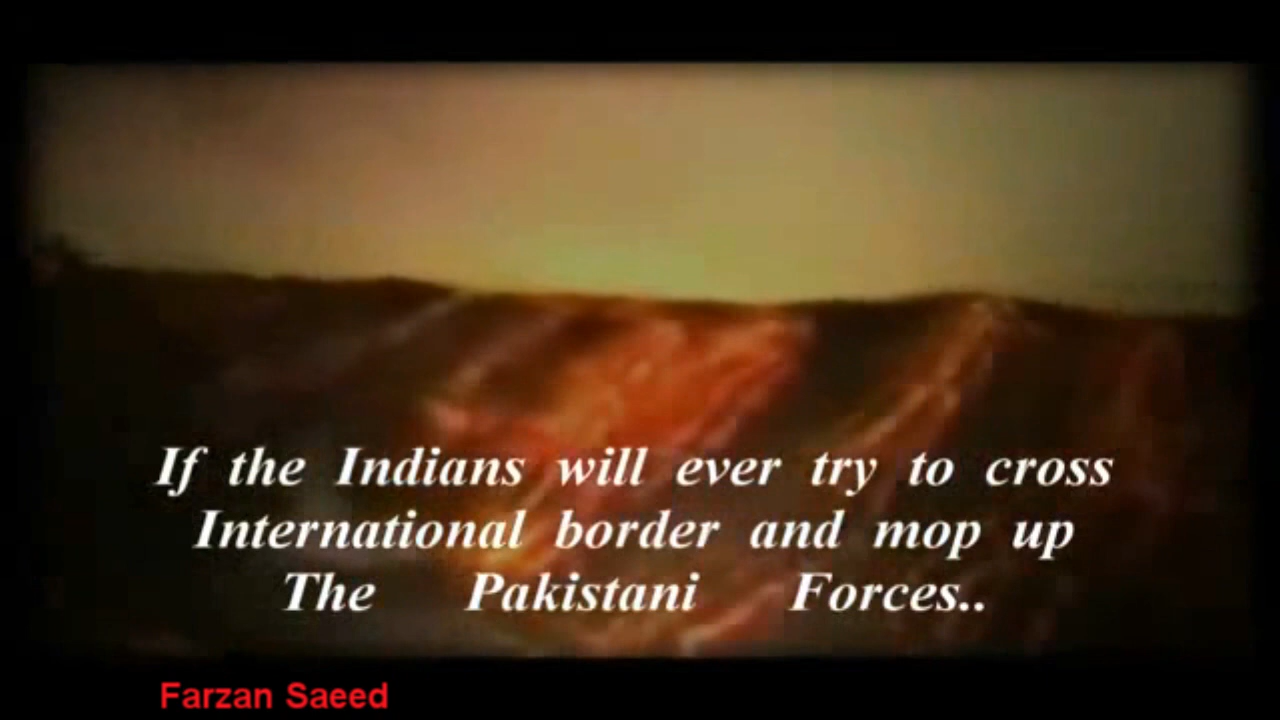 If the Indians will ever try to cross
International border and mop up
The Pakistani Forces..
Farzan Saeed